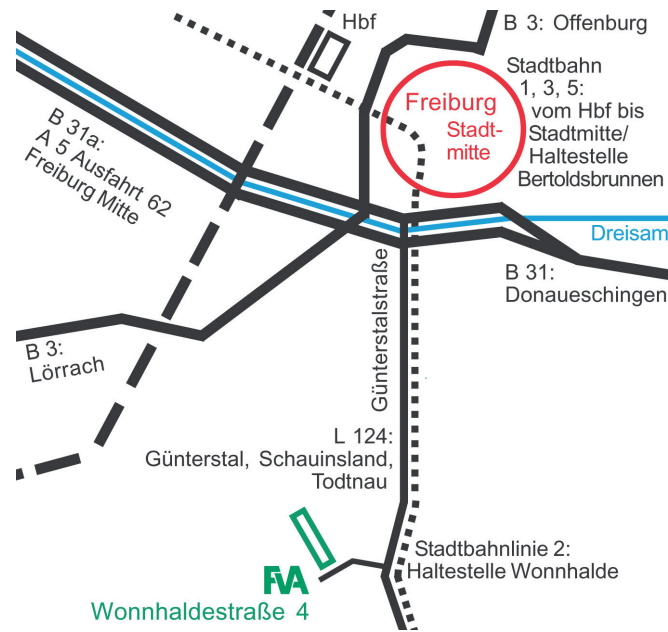 Hbf
B 3: Offenburg
Stadtbahn
1, 3, 5:
vom Hbf bis
Stadtmitte/
Haltestelle
Bertoldsbrunnen
Freiburg
Stadt-
mitte
B 31a:
A 5 Ausfahrt 62
Freiburg Mitte
Dreisam
B 31:
Donaueschingen
Günterstalstraße
B 3:
Lörrach
L 124:
Günterstal, Schauinsland,
Todtnau
Stadtbahnlinie 2:
Haltestelle Wonnhalde
FVA
Wonnhaldestraße 4